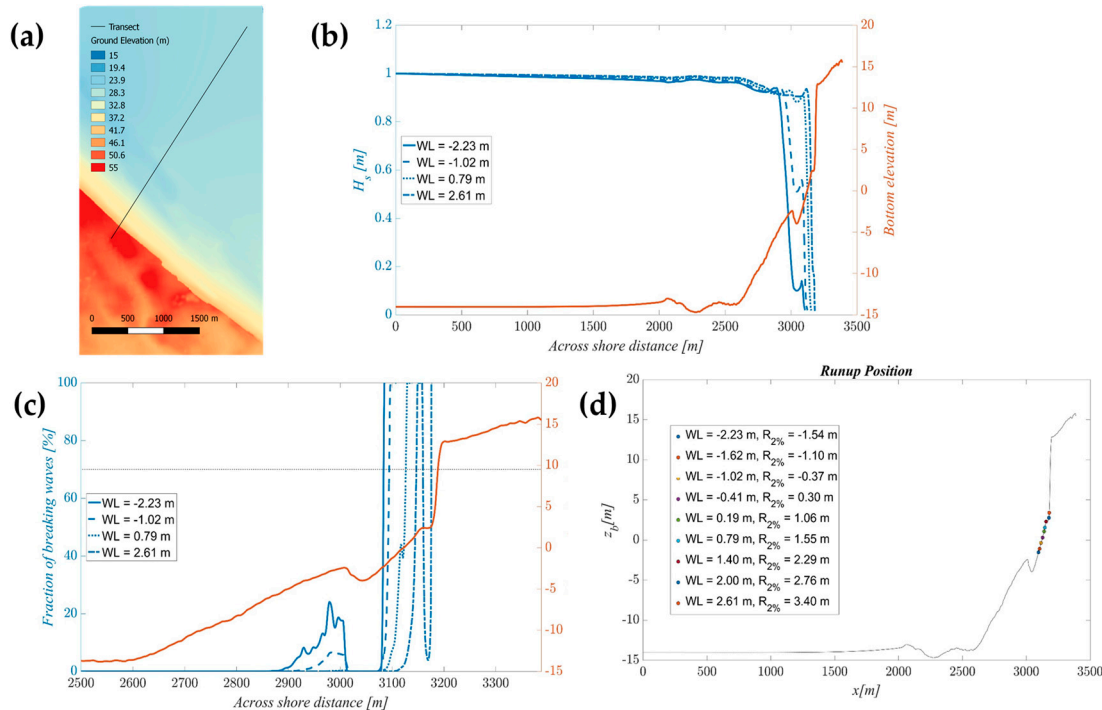 (a)
Transect
Ground Elevation (m)
15
19.4
23.9
28.3
32.8
37.2
41.7
46.1
50.6
55
0 500 1000 1500 m
(b)
1.2
1
0.8
0.6
0.4
0.2
0
H_s [m]
WL = -2.23 m
WL = -1.02 m
WL = 0.79 m
WL = 2.61 m
20
15
10
5
0
-5
-10
-15
Bottom elevation [m]
0 500 1000 1500 2000 2500 3000 3500
Across shore distance [m]
(c)
100
80
60
40
20
0
Fraction of breaking waves [%]
WL = -2.23 m
WL = -1.02 m
WL = 0.79 m
WL = 2.61 m
20
15
10
5
0
-5
-10
-15
2500 2600 2700 2800 2900 3000 3100 3200 3300
Across shore distance [m]
Runup Position
(d)
20
15
10
5
0
-5
-10
-15
z_b[m]
WL = -2.23 m, R_2% = -1.54 m
WL = -1.62 m, R_2% = -1.10 m
WL = -1.02 m, R_2% = -0.37 m
WL = -0.41 m, R_2% = 0.30 m
WL = 0.19 m, R_2% = 1.06 m
WL = 0.79 m, R_2% = 1.55 m
WL = 1.40 m, R_2% = 2.29 m
WL = 2.00 m, R_2% = 2.76 m
WL = 2.61 m, R_2% = 3.40 m
0 500 1000 1500 2000 2500 3000 3500
x[m]